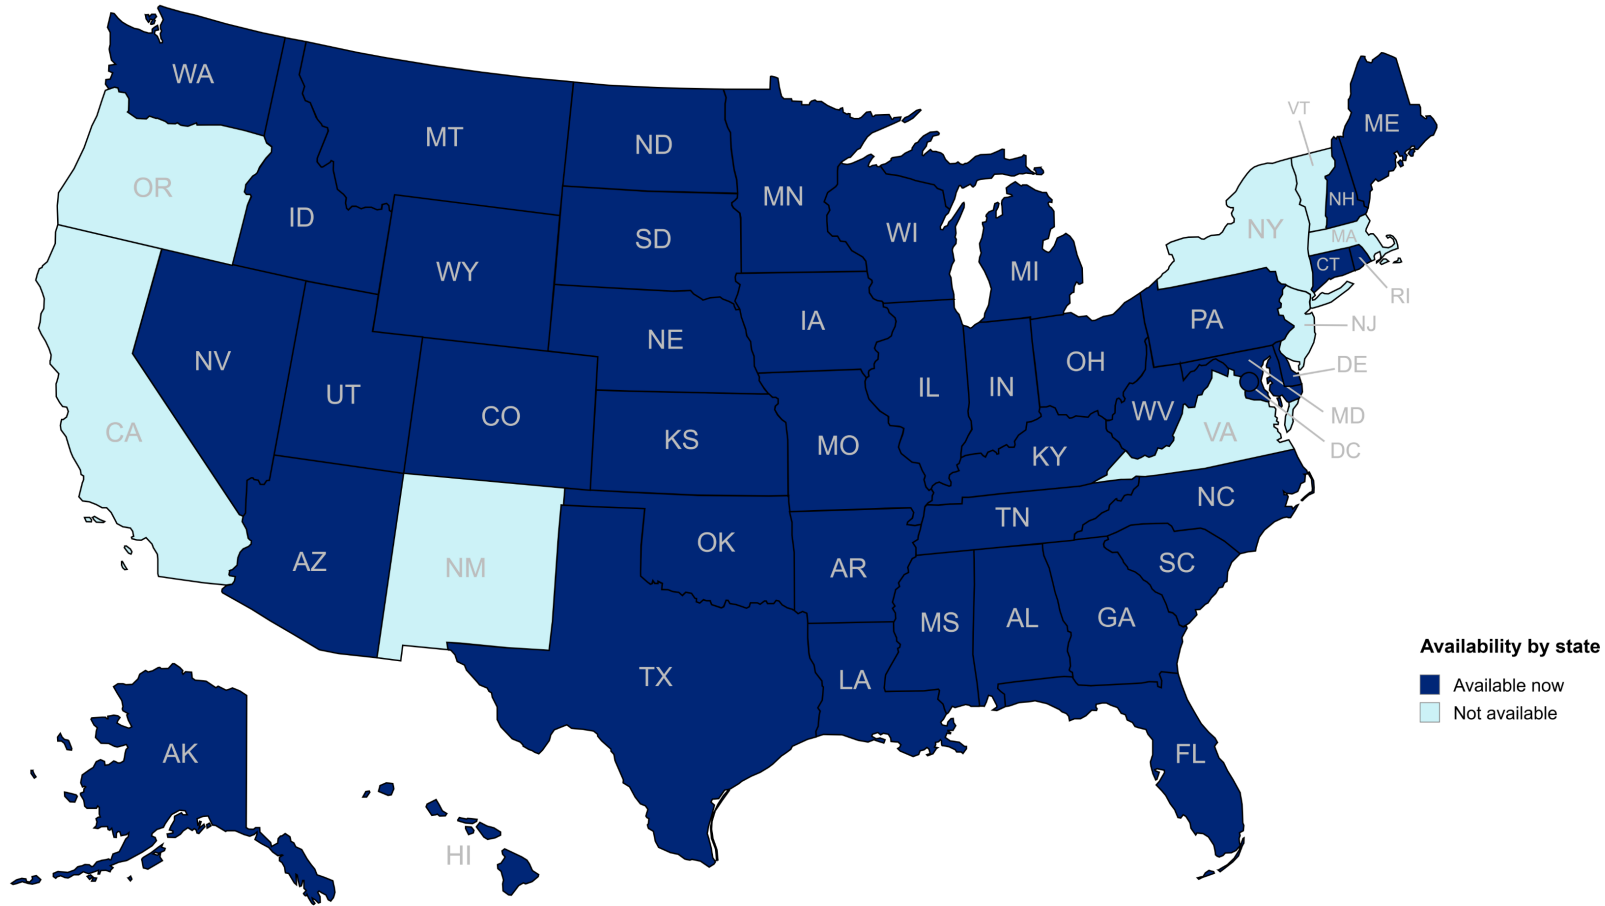 WA
VT
ME
MT
ND
OR
MN
ID
NH
WI
SD
NY
MA
WY
MI
CT
RI
IA
PA
NJ
NE
NV
OH
DE
UT
IL
IN
CO
WV
MD
CA
KS
MO
VA
DC
KY
NC
TN
OK
AZ
NM
AR
SC
MS
AL
GA
TX
LA
Availability by state
Available now
Not available
AK
FL
HI